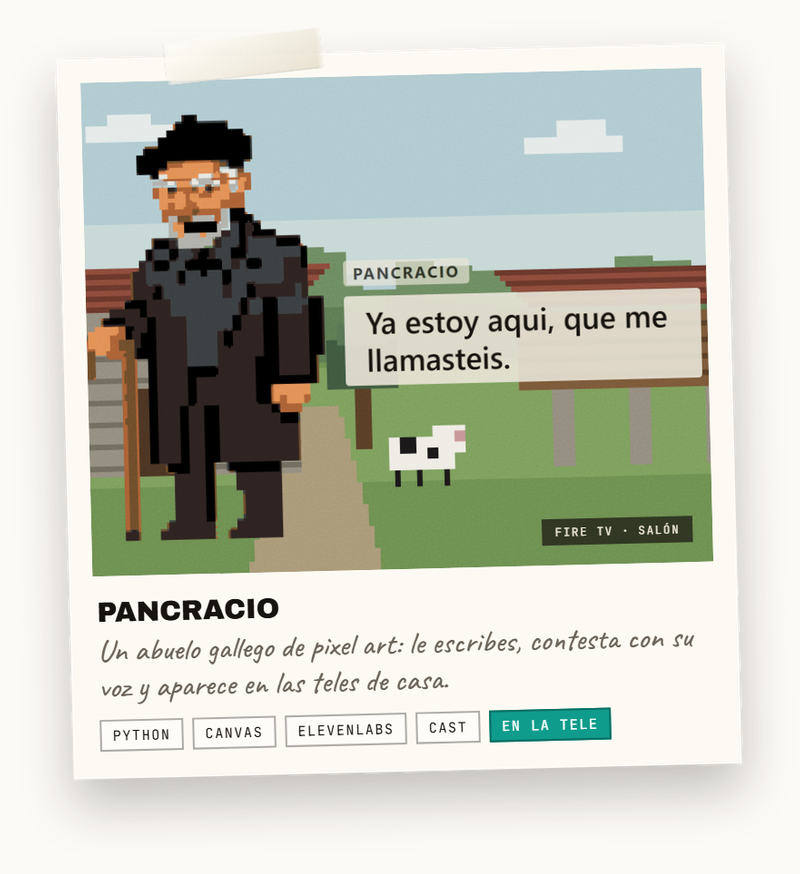 PANCRACIO
Ya estoy aqui, que me
llamasteis.
FIRE TV · SALÓN
PANCRACIO
Un abuelo gallego de pixel art: le escribes, contesta con su
voz y aparece en las teles de casa.
PYTHON
CANVAS
ELEVENLABS
CAST
EN LA TELE